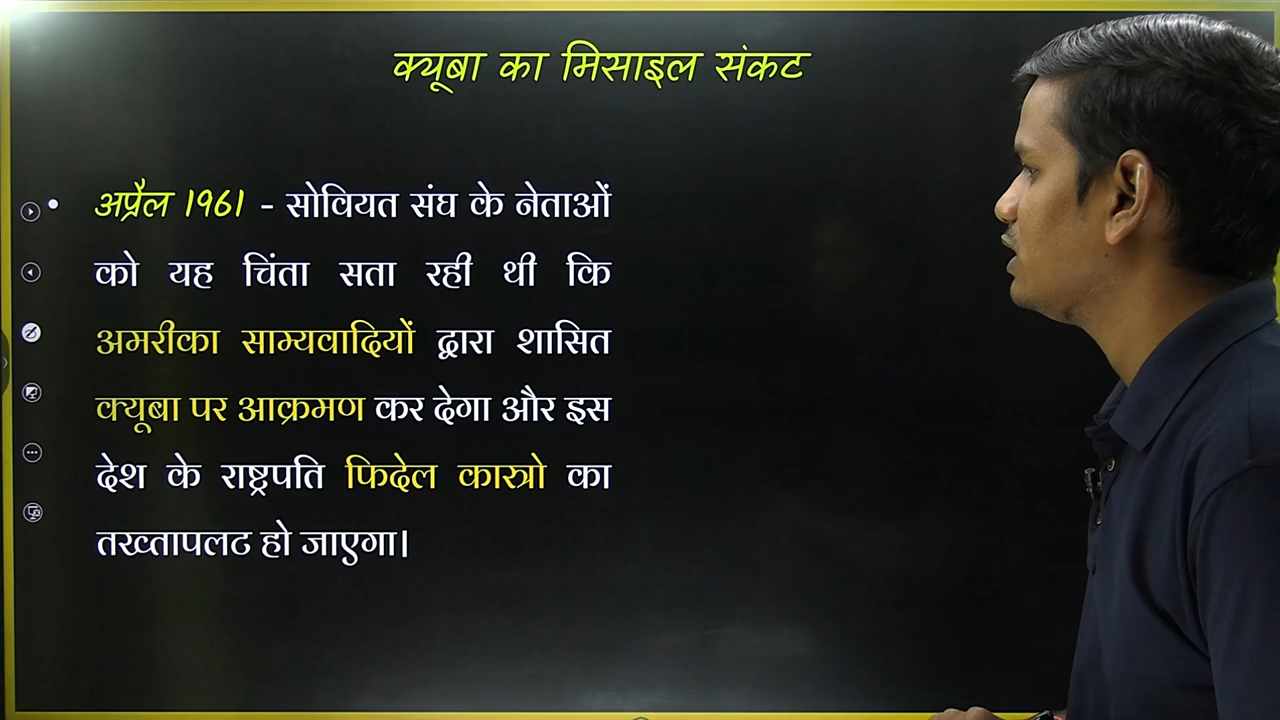 क्यूबा का मिसाइल संकट
• अप्रैल 1961 - सोवियत संघ के नेताओं
को यह चिंता सता रही थी कि
अमरीका साम्यवादियों द्वारा शासित
क्यूबा पर आक्रमण कर देगा और इस
देश के राष्ट्रपति फिदेल कास्त्रो का
तख्तापलट हो जाएगा।